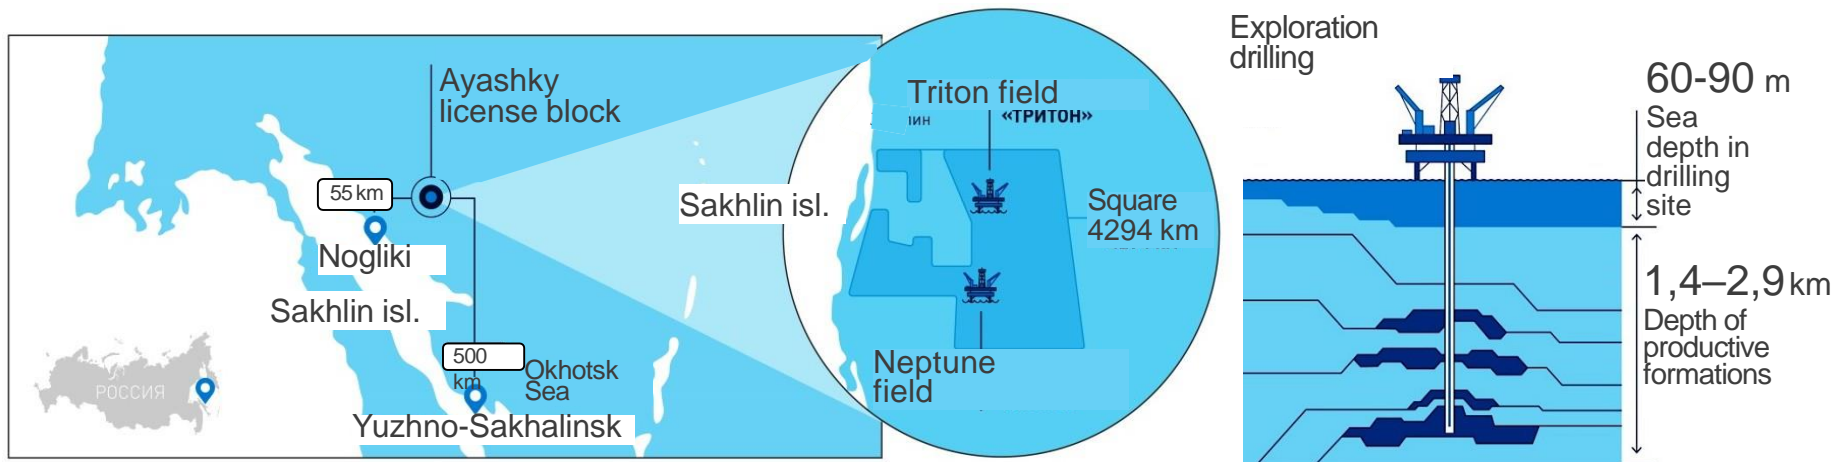 Ayashky
license block
55 km
Nogliki
Sakhlin isl.
500
km
Okhotsk
Sea
Yuzhno-Sakhalinsk
РОССИЯ
Sakhlin isl.
Triton field
«ТРИТОН»
Square
4294 km
Neptune
field
Exploration
drilling
60-90 m
Sea
depth in
drilling
site
1,4–2,9 km
Depth of
productive
formations